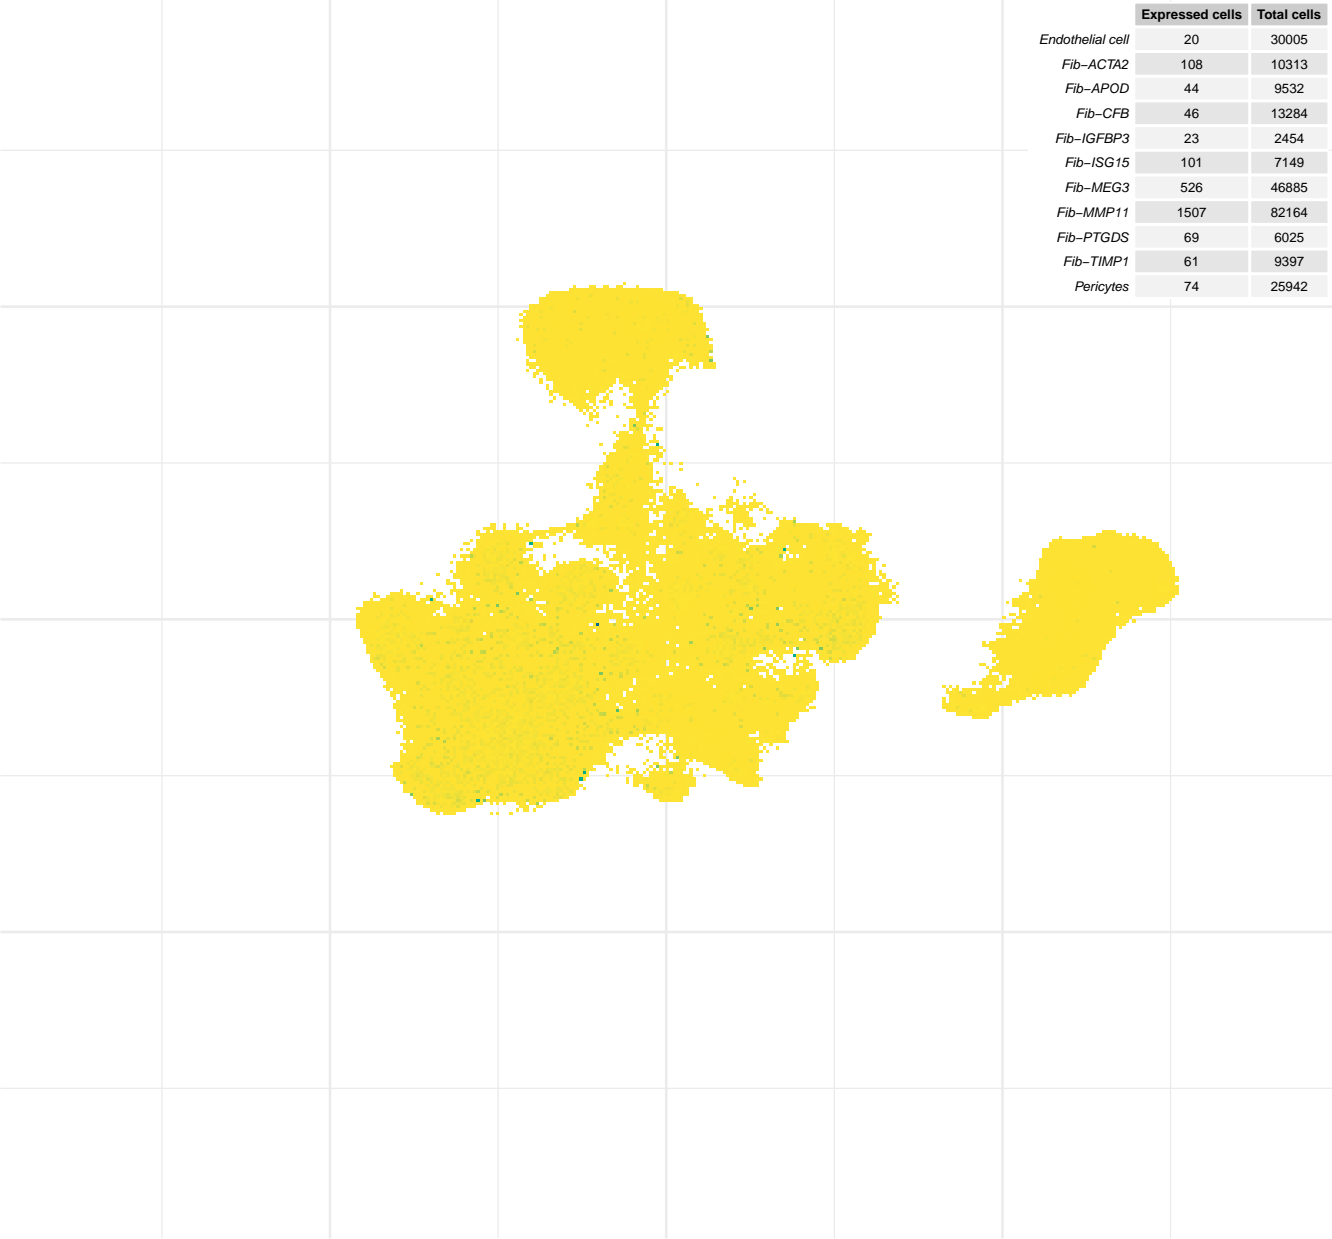 Expressed cells Total cells
Endothelial cell 20 30005
Fib−ACTA2 108 10313
Fib−APOD 44 9532
Fib−CFB 46 13284
Fib−IGFBP3 23 2454
Fib−ISG15 101 7149
Fib−MEG3 526 46885
Fib−MMP11 1507 82164
Fib−PTGDS 69 6025
Fib−TIMP1 61 9397
Pericytes 74 25942